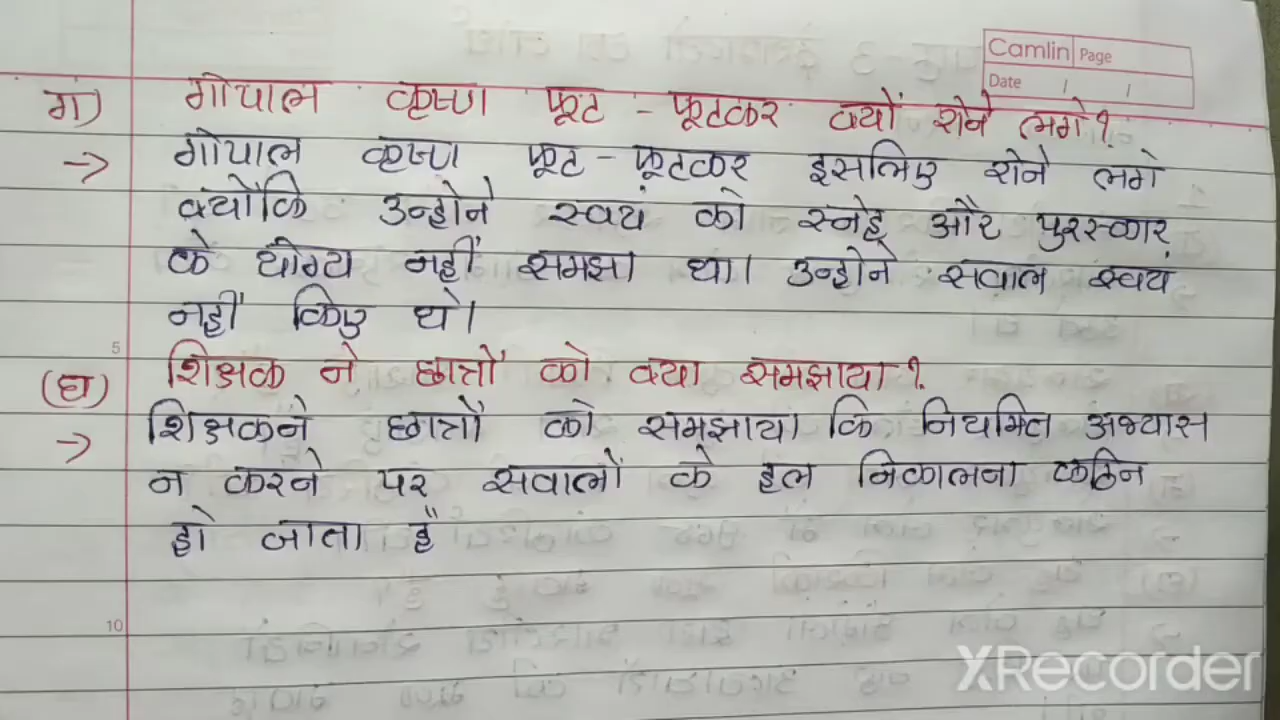 Camlin Page
Date / /
ग) गोपाल कृष्ण फूट - फूटकर क्यों रोने लगे?
→ गोपाल कृष्ण फूट - फूटकर इसलिए रोने लगे
क्योंकि उन्होने स्वयं को स्नेह और पुरस्कार
के योग्य नहीं समझा था। उन्होने सवाल स्वयं
नहीं किए थे।
5
(घ) शिक्षक ने छात्रों को क्या समझाया?
→ शिक्षकने छात्रों को समझाया कि नियमित अभ्यास
न करने पर सवालों के हल निकालना कठिन
हो जाता है
10
XRecorder